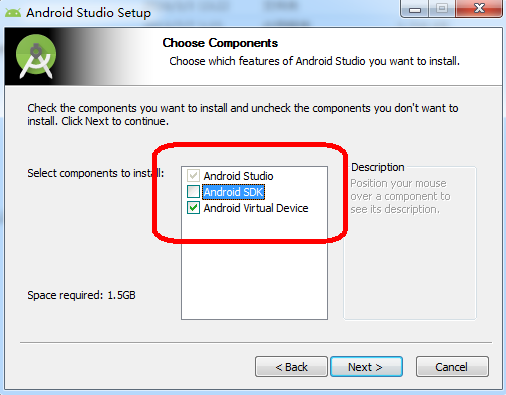 Android Studio Setup
Choose Components
Choose which features of Android Studio you want to install.
Check the components you want to install and uncheck the components you don't want to
install. Click Next to continue.
Select components to install:
Android Studio
Android SDK
Android Virtual Device
Description
Position your mouse
over a component to
see its description.
Space required: 1.5GB
< Back
Next >
Cancel